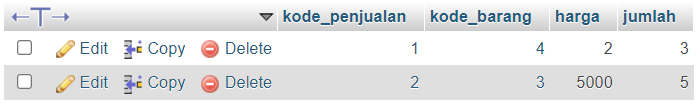 kode_penjualan kode_barang harga jumlah
Edit Copy Delete 1 4 2 3
Edit Copy Delete 2 3 5000 5